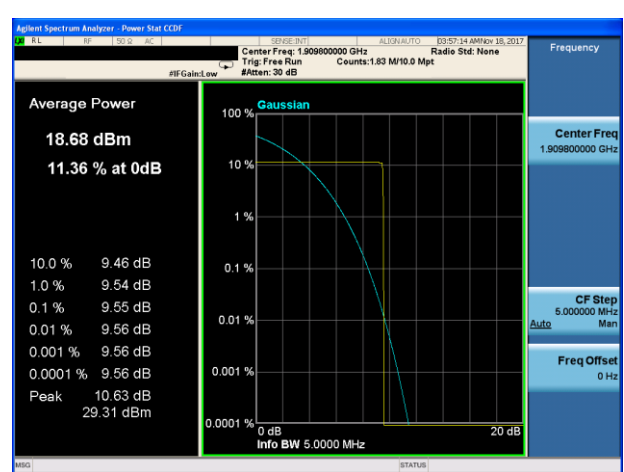 Agilent Spectrum Analyzer - Power Stat CCDF
RL RF 50 Ω AC SENSE:INT ALIGNAUTO 03:57:14 AMNov 18, 2017
Center Freq: 1.909800000 GHz Radio Std: None
Trig: Free Run Counts:1.83 M/10.0 Mpt
#IFGain:Low #Atten: 30 dB
Frequency
Average Power
18.68 dBm
11.36 % at 0dB
10.0 % 9.46 dB
1.0 % 9.54 dB
0.1 % 9.55 dB
0.01 % 9.56 dB
0.001 % 9.56 dB
0.0001 % 9.56 dB
Peak 10.63 dB
29.31 dBm
Gaussian
100 %
10 %
1 %
0.1 %
0.01 %
0.001 %
0.0001 %
0 dB 20 dB
Info BW 5.0000 MHz
Center Freq
1.909800000 GHz
CF Step
5.000000 MHz
Auto Man
Freq Offset
0 Hz
MSG STATUS